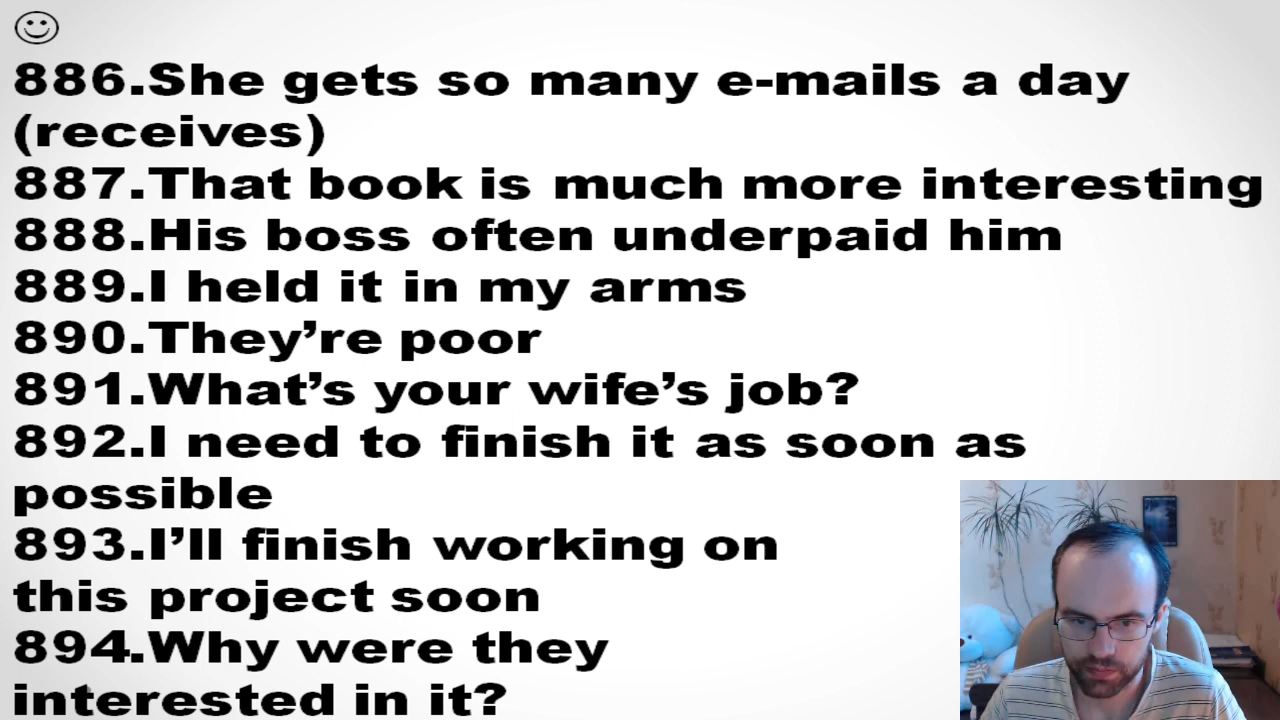 ☺
886.She gets so many e-mails a day
(receives)
887.That book is much more interesting
888.His boss often underpaid him
889.I held it in my arms
890.They’re poor
891.What’s your wife’s job?
892.I need to finish it as soon as
possible
893.I’ll finish working on
this project soon
894.Why were they
interested in it?